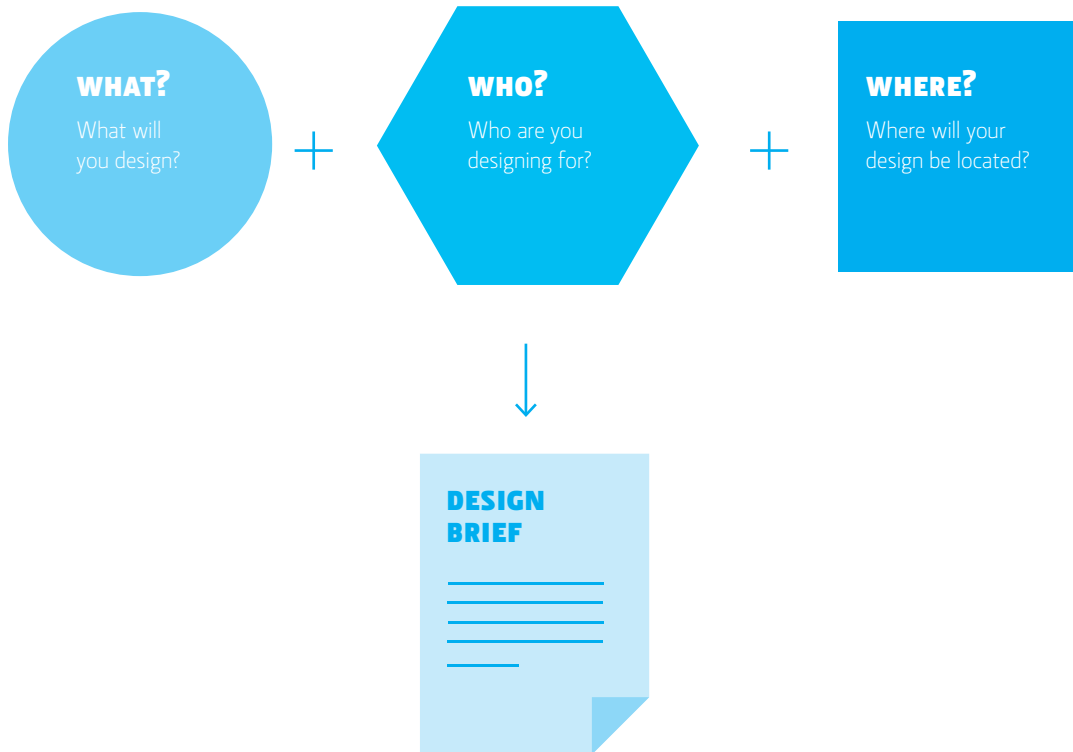 WHAT?
What will
you design?
WHO?
Who are you
designing for?
WHERE?
Where will your
design be located?
DESIGN
BRIEF